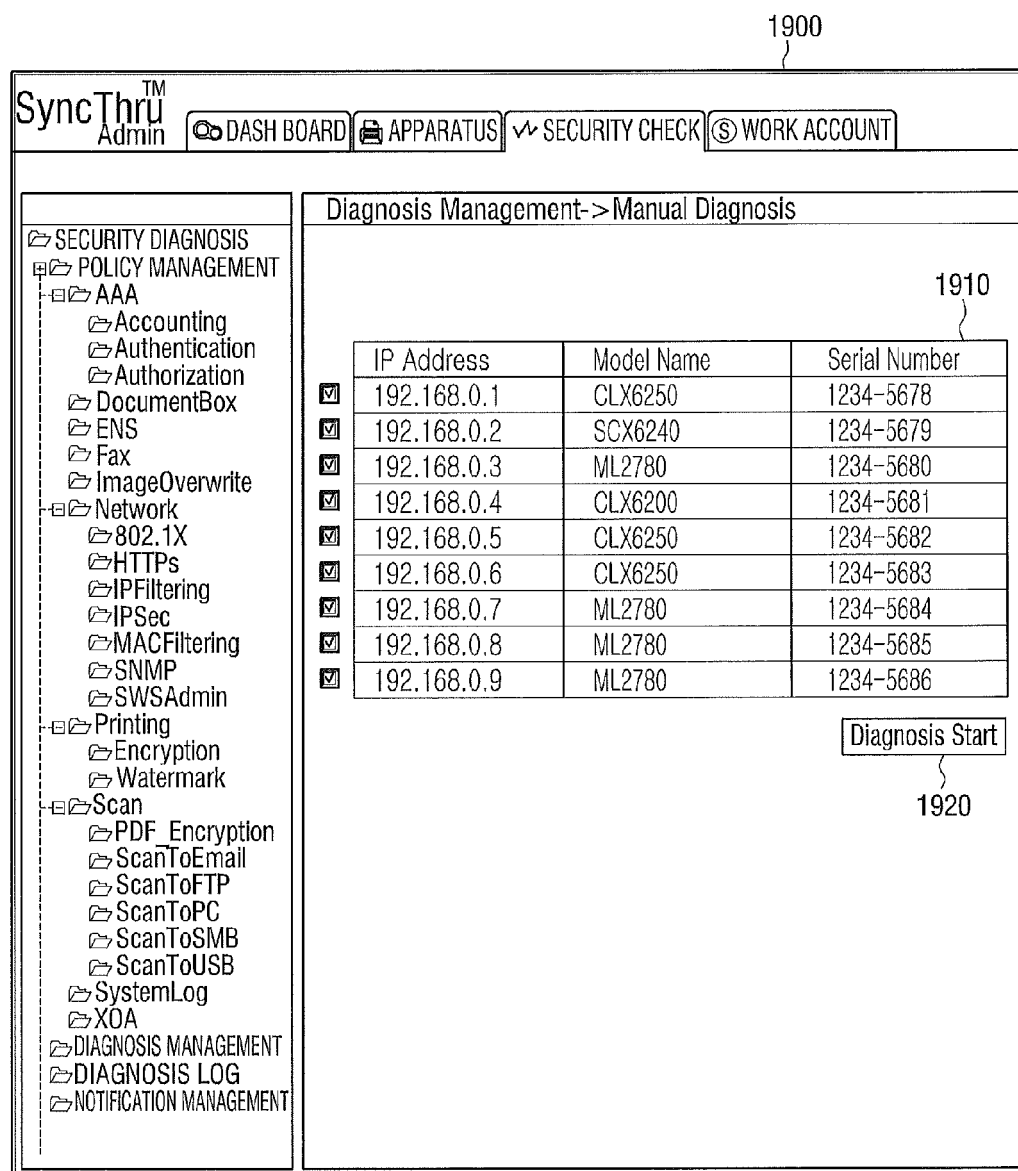 1900
SyncThru™
Admin
DASH BOARD
APPARATUS
SECURITY CHECK
Ⓢ WORK ACCOUNT
SECURITY DIAGNOSIS
POLICY MANAGEMENT
AAA
Accounting
Authentication
Authorization
DocumentBox
ENS
Fax
ImageOverwrite
Network
802.1X
HTTPs
IPFiltering
IPSec
MACFiltering
SNMP
SWSAdmin
Printing
Encryption
Watermark
Scan
PDF_Encryption
ScanToEmail
ScanToFTP
ScanToPC
ScanToSMB
ScanToUSB
SystemLog
XOA
DIAGNOSIS MANAGEMENT
DIAGNOSIS LOG
NOTIFICATION MANAGEMENT
Diagnosis Management->Manual Diagnosis
1910
IP Address Model Name Serial Number
192.168.0.1 CLX6250 1234-5678
192.168.0.2 SCX6240 1234-5679
192.168.0.3 ML2780 1234-5680
192.168.0.4 CLX6200 1234-5681
192.168.0.5 CLX6250 1234-5682
192.168.0.6 CLX6250 1234-5683
192.168.0.7 ML2780 1234-5684
192.168.0.8 ML2780 1234-5685
192.168.0.9 ML2780 1234-5686
Diagnosis Start
1920